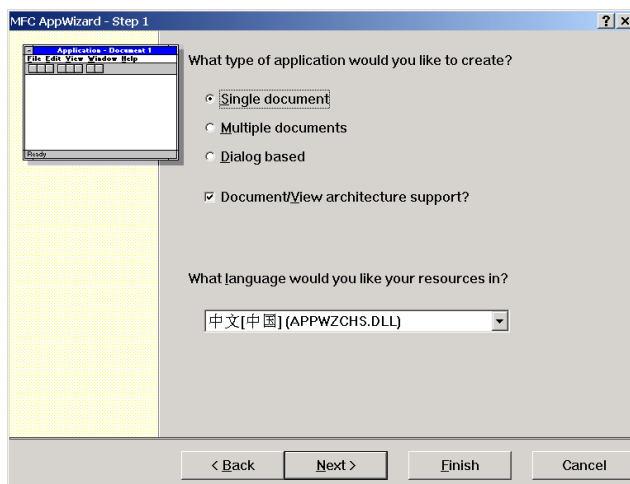 MFC AppWizard - Step 1
Application - Document 1
File Edit View Window Help
Ready
What type of application would you like to create?
Single document
Multiple documents
Dialog based
Document/View architecture support?
What language would you like your resources in?
中文[中国] (APPWZCHS.DLL)
< Back Next > Finish Cancel